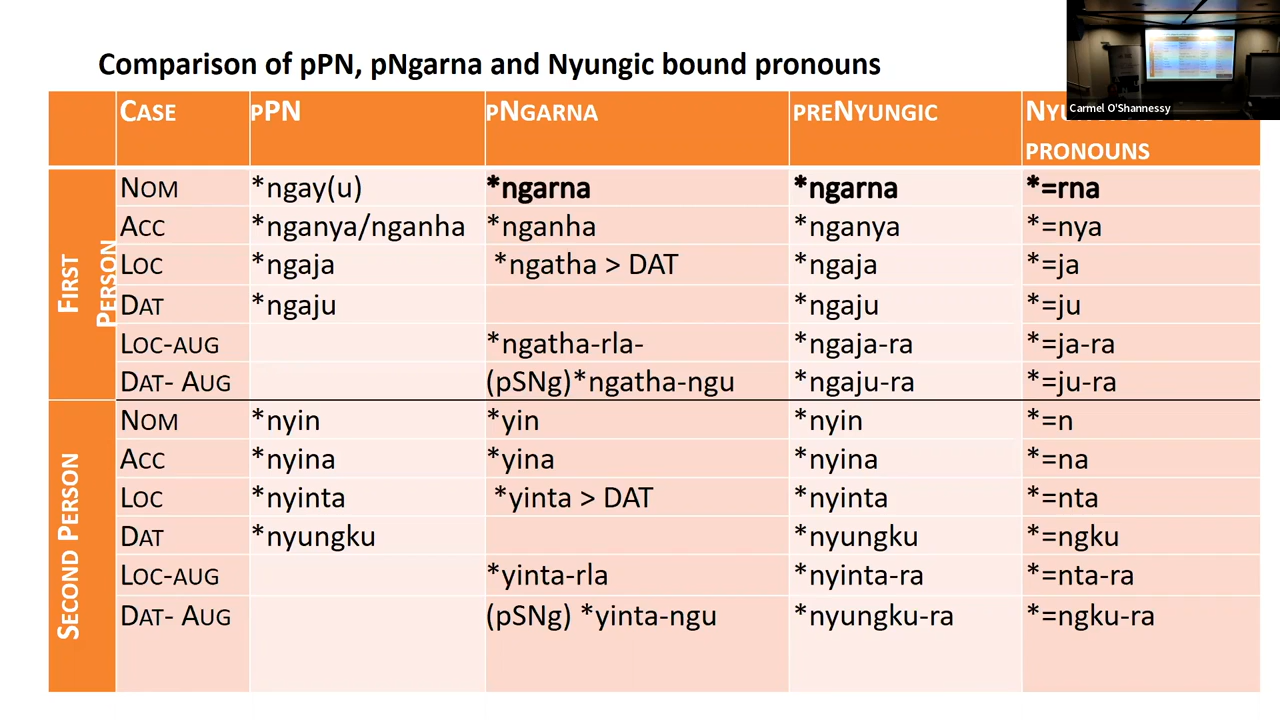 Comparison of pPN, pNgarna and Nyungic bound pronouns
Carmel O'Shannessy
CASE PPN PNGARNA PRENYUNGIC
PRONOUNS
FIRST PERSON
NOM *ngay(u) *ngarna *ngarna *=rna
ACC *nganya/nganha *nganha *nganya *=nya
LOC *ngaja *ngatha > DAT *ngaja *=ja
DAT *ngaju *ngaju *=ju
LOC-AUG *ngatha-rla- *ngaja-ra *=ja-ra
DAT- AUG (pSNg)*ngatha-ngu *ngaju-ra *=ju-ra
SECOND PERSON
NOM *nyin *yin *nyin *=n
ACC *nyina *yina *nyina *=na
LOC *nyinta *yinta > DAT *nyinta *=nta
DAT *nyungku *nyungku *=ngku
LOC-AUG *yinta-rla *nyinta-ra *=nta-ra
DAT- AUG (pSNg) *yinta-ngu *nyungku-ra *=ngku-ra